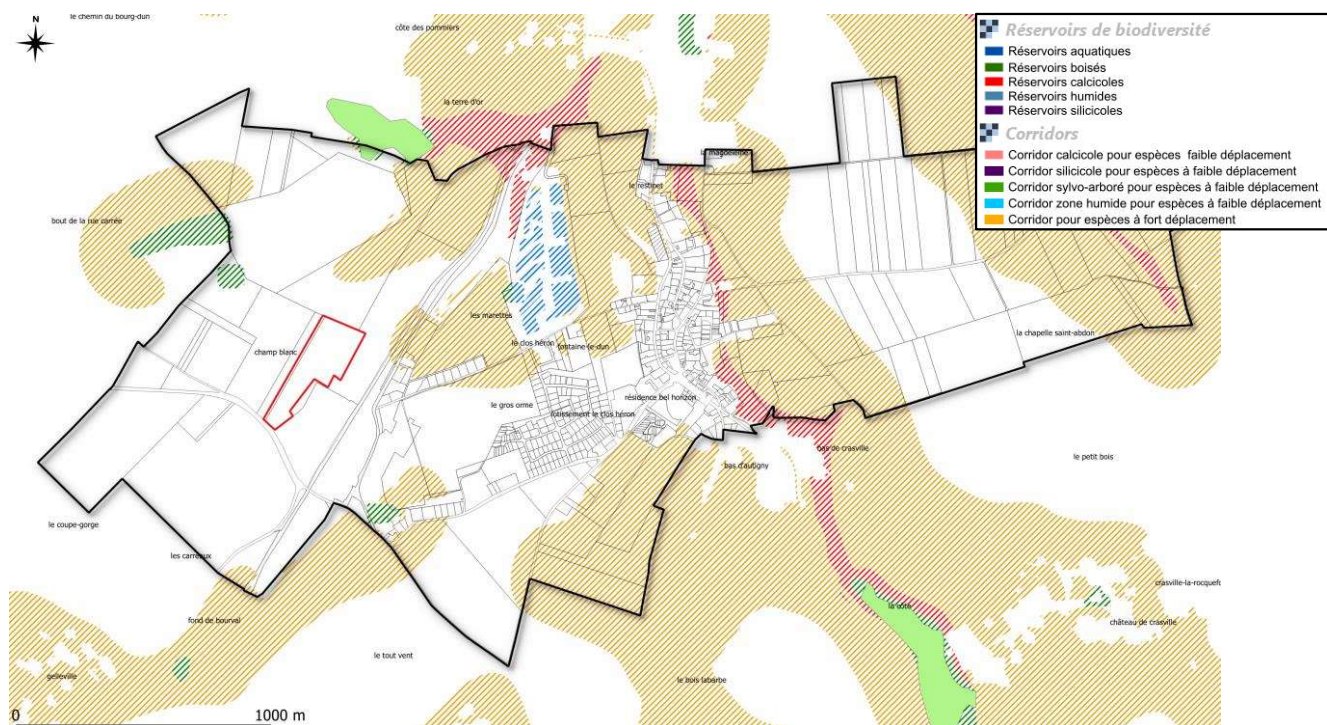 le chemin du bourg-dun
N
côte des pommiers
Réservoirs de biodiversité
Réservoirs aquatiques
Réservoirs boisés
Réservoirs calcicoles
Réservoirs humides
Réservoirs silicicoles
Corridors
Corridor calcicole pour espèces faible déplacement
Corridor silicicole pour espèces à faible déplacement
Corridor sylvo-arboré pour espèces à faible déplacement
Corridor zone humide pour espèces à faible déplacement
Corridor pour espèces à fort déplacement
la terre d'or
le restinet
bout de la rue carrée
les marettes
le clos héron
fontaine-le-dun
la chapelle saint-abdon
champ blanc
résidence bel horizon
le gros orme
lotissement le clos héron
bas de crasville
bas d'autigny
le petit bois
le coupe-gorge
les carreaux
crasville-la-rocquef
la côte
château de crasville
fond de bourval
le tout vent
gelleville
le bois labarbe
0
1000 m